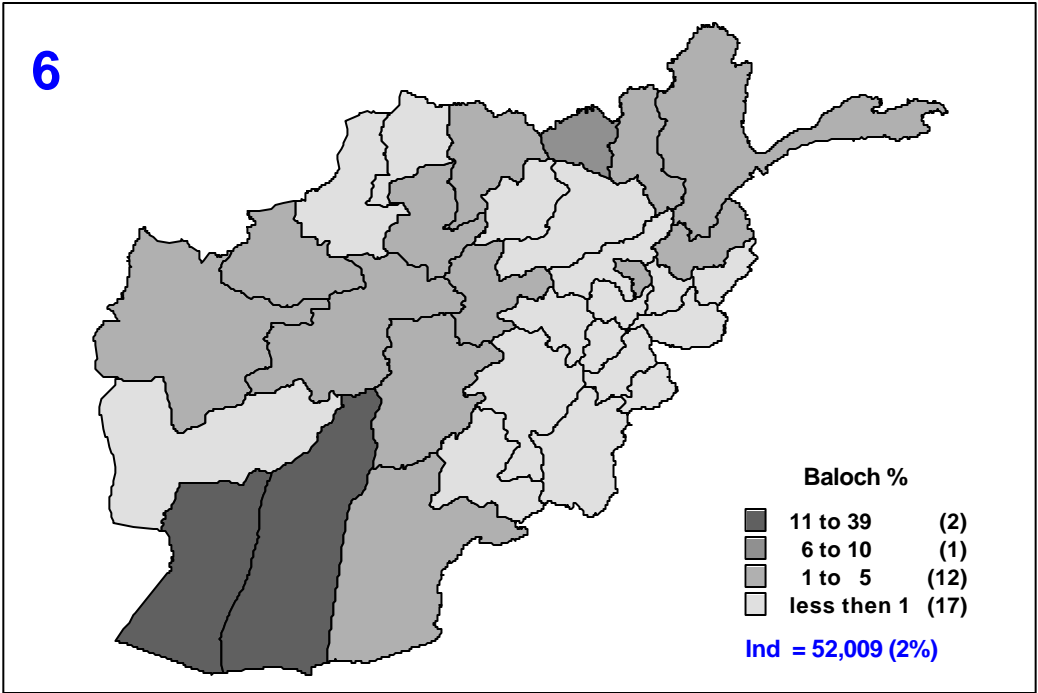 6
Baloch %
11 to 39 (2)
6 to 10 (1)
1 to 5 (12)
less then 1 (17)
Ind = 52,009 (2%)